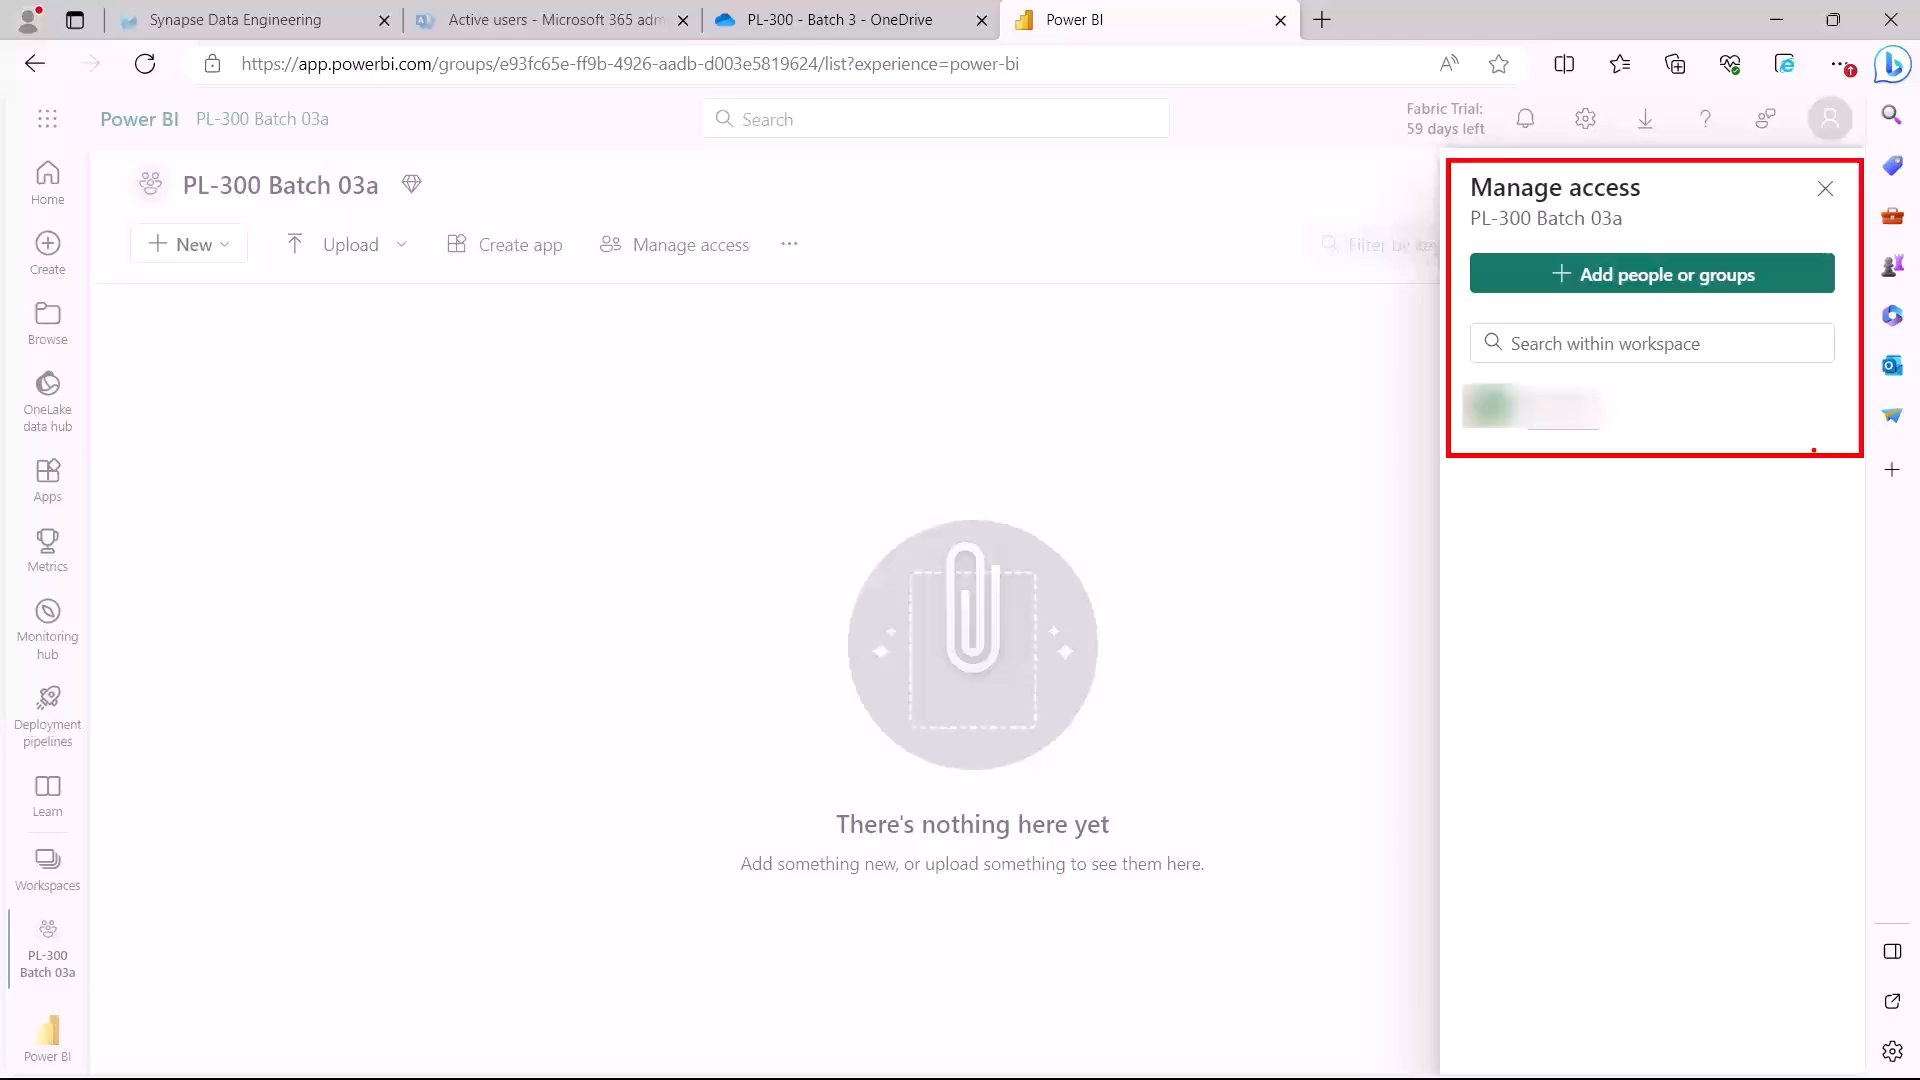 Synapse Data Engineering
Active users - Microsoft 365 adm
PL-300 - Batch 3 - OneDrive
Power BI
https://app.powerbi.com/groups/e93fc65e-ff9b-4926-aadb-d003e5819624/list?experience=power-bi
Power BI PL-300 Batch 03a
Search
Fabric Trial:
59 days left
Home
Create
Browse
OneLake
data hub
Apps
Metrics
Monitoring
hub
Deployment
pipelines
Learn
Workspaces
PL-300
Batch 03a
Power BI
PL-300 Batch 03a
New
Upload
Create app
Manage access
Filter by key
There's nothing here yet
Add something new, or upload something to see them here.
Manage access
PL-300 Batch 03a
Add people or groups
Search within workspace